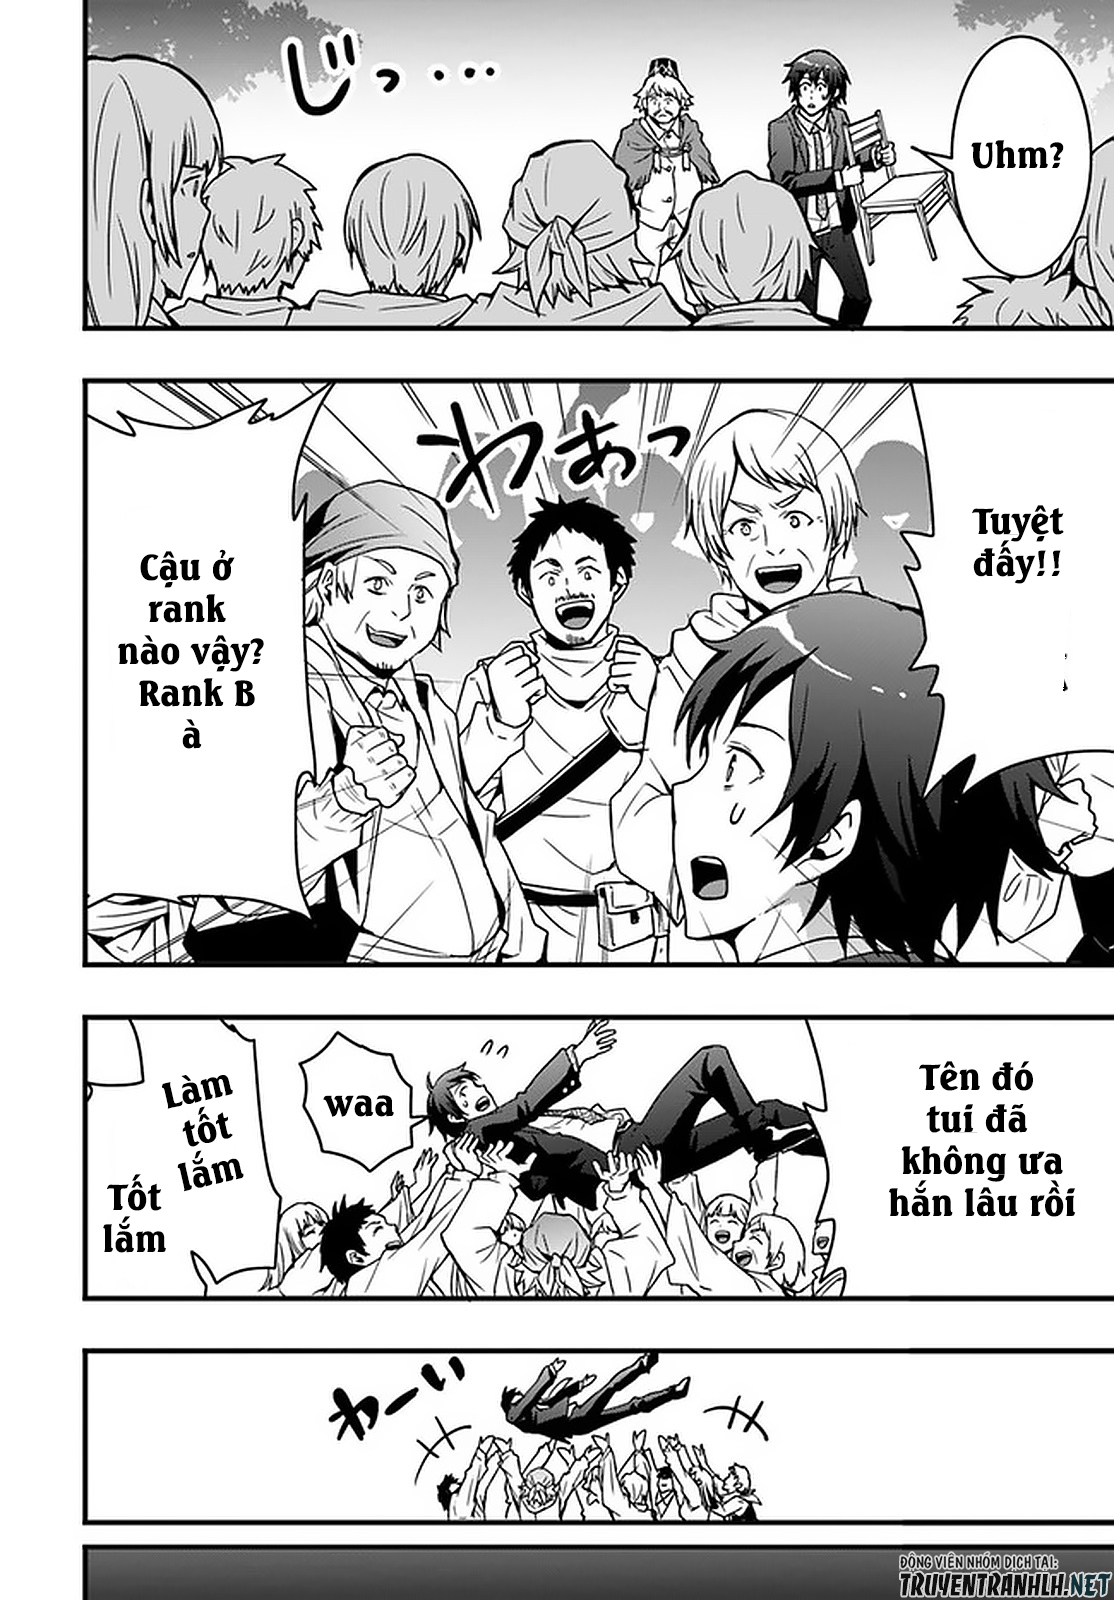 じっ・・・
Uhm?
わあっ
Tuyệt
đấy!!
Cậu ở
rank
nào vậy?
Rank B
à
Tên đó
tui đã
không ưa
hắn lâu rồi
waa
Làm
tốt
lắm
Tốt
lắm
わーい
ĐỘNG VIÊN NHÓM DỊCH TẠI:
TRUYENTRANHLH.NET